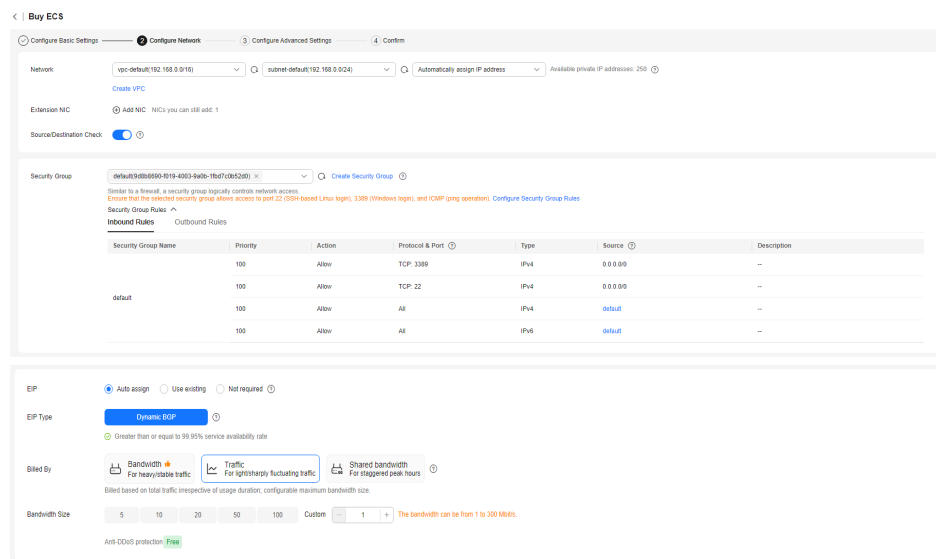 < | Buy ECS
Configure Basic Settings 2 Configure Network 3 Configure Advanced Settings 4 Confirm
Network vpc-default(192.168.0.0/16) subnet-default(192.168.0.0/24) Automatically assign IP address Available private IP addresses: 250
Create VPC
Extension NIC Add NIC NICs you can still add: 1
Source/Destination Check
Security Group default(9d8b8690-f019-4003-9a0b-1fbd7c0b52d0) × Create Security Group
Similar to a firewall, a security group logically controls network access.
Ensure that the selected security group allows access to port 22 (SSH-based Linux login), 3389 (Windows login), and ICMP (ping operation). Configure Security Group Rules
Security Group Rules
Inbound Rules Outbound Rules
Security Group Name Priority Action Protocol & Port Type Source Description
100 Allow TCP: 3389 IPv4 0.0.0.0/0 --
100 Allow TCP: 22 IPv4 0.0.0.0/0 --
default
100 Allow All IPv4 default --
100 Allow All IPv6 default --
EIP Auto assign Use existing Not required
EIP Type Dynamic BGP
Greater than or equal to 99.95% service availability rate
Billed By Bandwidth For heavy/stable traffic Traffic For light/sharply fluctuating traffic Shared bandwidth For staggered peak hours
Billed based on total traffic irrespective of usage duration; configurable maximum bandwidth size.
Bandwidth Size 5 10 20 50 100 Custom − 1 + The bandwidth can be from 1 to 300 Mbit/s.
Anti-DDoS protection Free